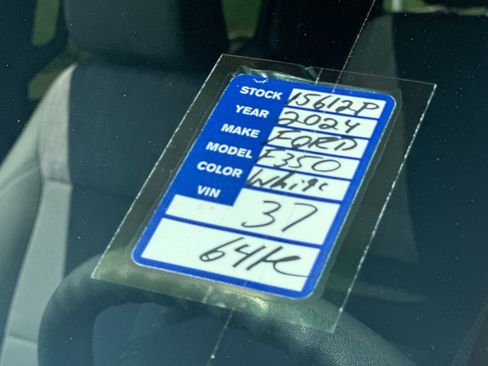 STOCK 15612P
YEAR 2024
MAKE FORD
MODEL F350
COLOR White
VIN 37
64K